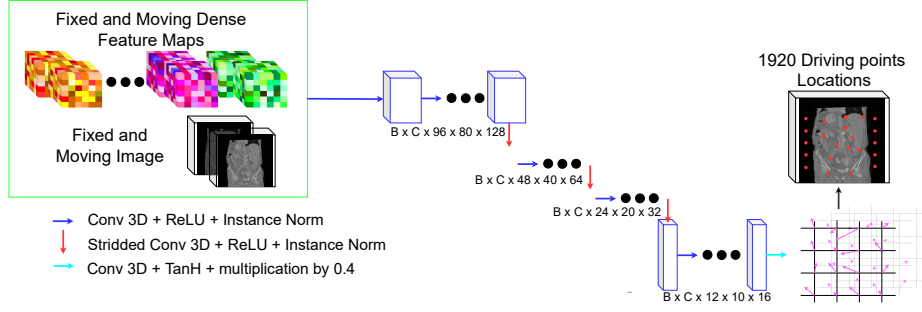 Fixed and Moving Dense
Feature Maps
Fixed and
Moving Image
B x C x 96 x 80 x 128
B x C x 48 x 40 x 64
B x C x 24 x 20 x 32
B x C x 12 x 10 x 16
1920 Driving points
Locations
Conv 3D + ReLU + Instance Norm
Stridded Conv 3D + ReLU + Instance Norm
Conv 3D + TanH + multiplication by 0.4